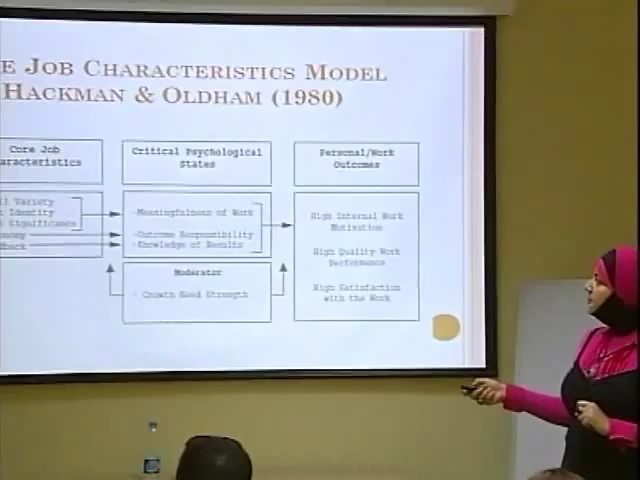 JOB CHARACTERISTICS MODEL
HACKMAN & OLDHAM (1980)
Core Job
Critical Psychological
States
Personal/Work
Outcomes
Variety
Identity
Significance
-Meaningfulness of Work
-Outcome Responsibility
-Knowledge of Results
High Internal Work
Motivation
High Quality Work
Performance
High Satisfaction
with the Work
Moderator
- Growth Need Strength